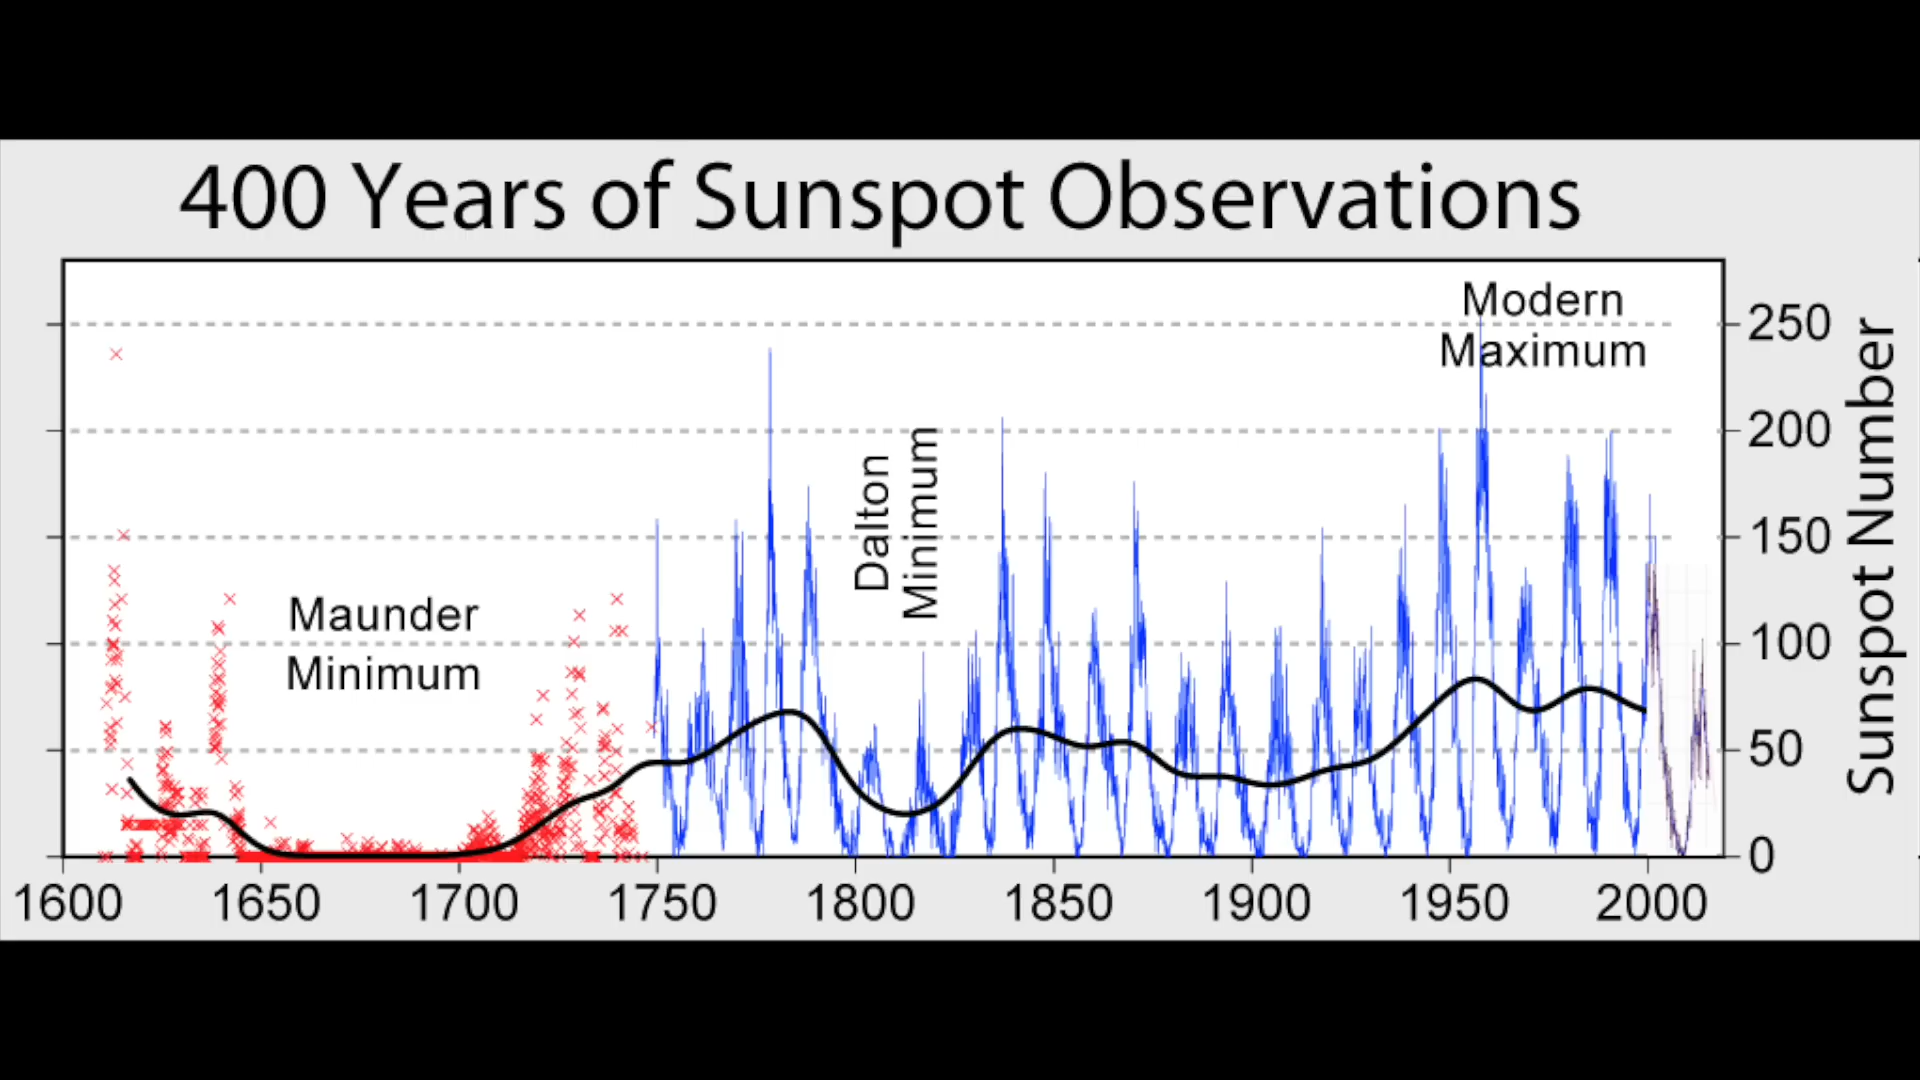 400 Years of Sunspot Observations
Modern
Maximum
Dalton
Minimum
Maunder
Minimum
250
200
150
100
50
0
Sunspot Number
1600 1650 1700 1750 1800 1850 1900 1950 2000